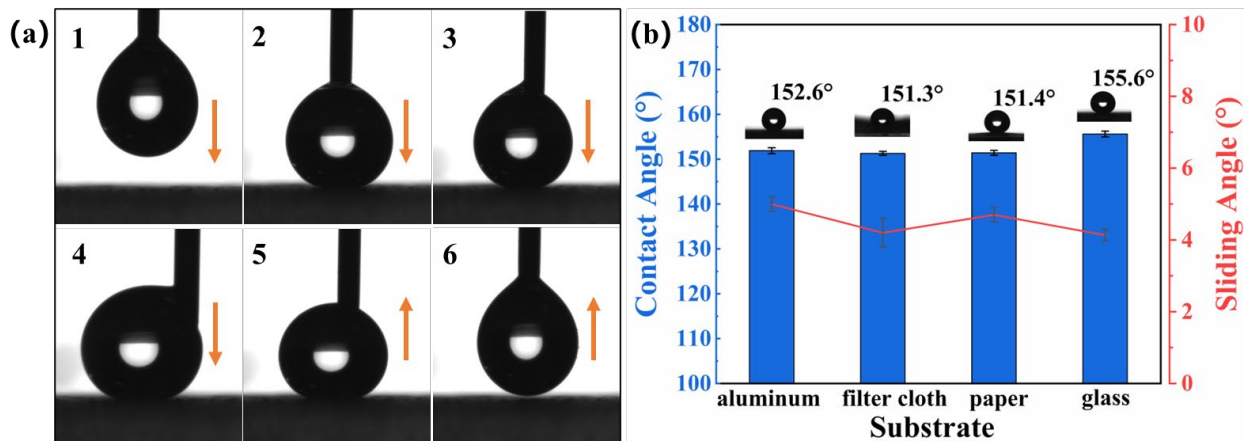 (a)
1
2
3
4
5
6
(b)
Contact Angle (°)
180
170
160
150
140
130
120
110
100
152.6°
151.3°
151.4°
155.6°
10
8
6
4
2
0
Sliding Angle (°)
aluminum
filter cloth
paper
glass
Substrate